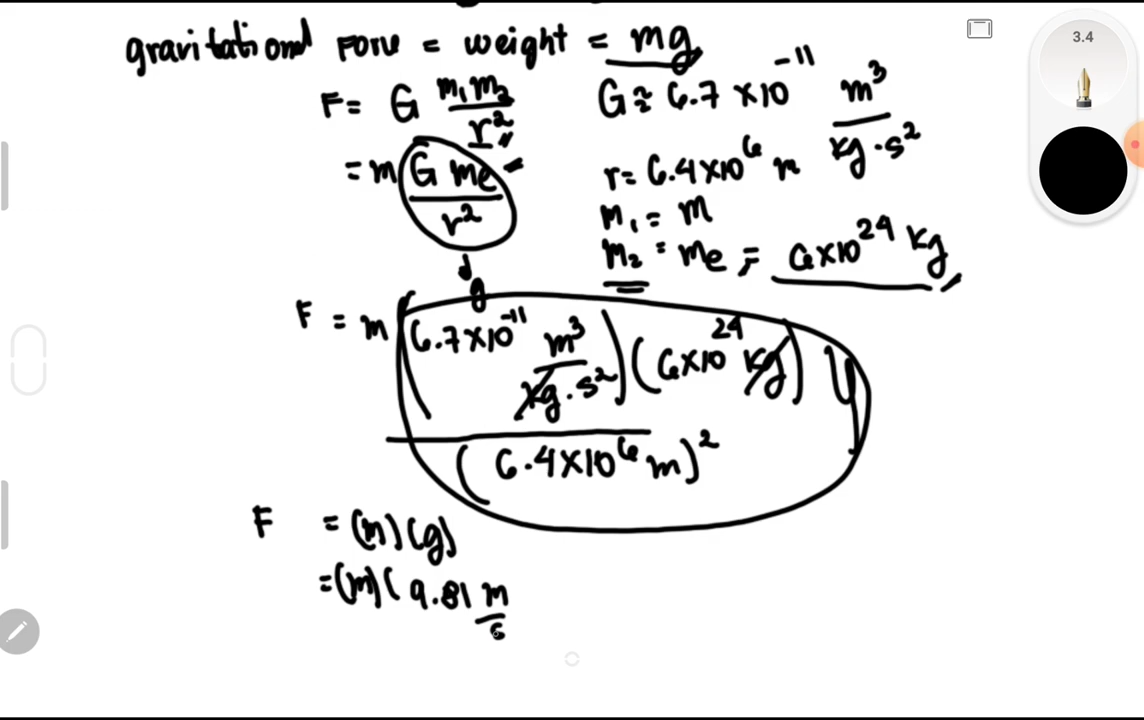 gravitational Force = weight = mg
F = G m₁m₂ / r²
G ≈ 6.7 × 10⁻¹¹ m³ / kg · s²
= m G me / r²
r = 6.4 × 10⁶ m
m₁ = m
m₂ = me = 6 × 10²⁴ kg
g
F = m (6.7 × 10⁻¹¹ m³ / kg · s²) (6 × 10²⁴ kg) / (6.4 × 10⁶ m)²
F = (m) (g)
= (m) ( 9.81 m / s
3.4